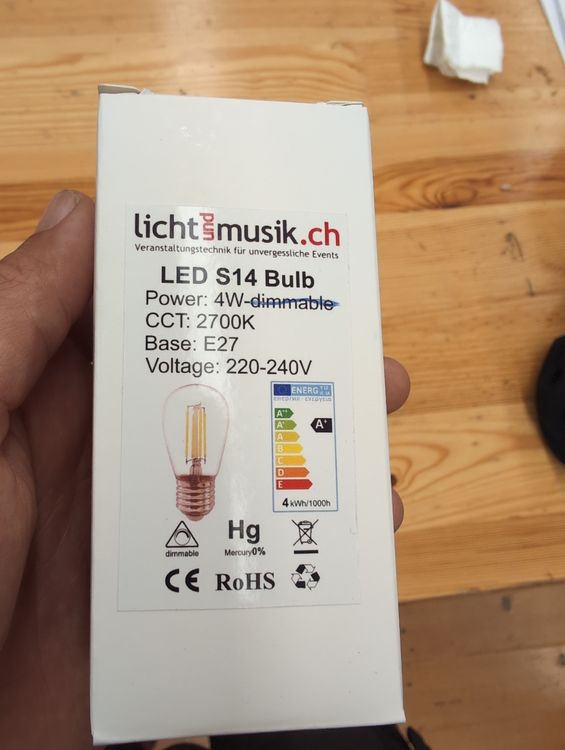 licht und musik.ch
Veranstaltungstechnik für unvergessliche Events
LED S14 Bulb
Power: 4W-dimmable
CCT: 2700K
Base: E27
Voltage: 220-240V
ENERG
A++
A+
A
B
C
D
E
A+
4 kWh/1000h
dimmable
Hg
Mercury0%
CE
RoHS